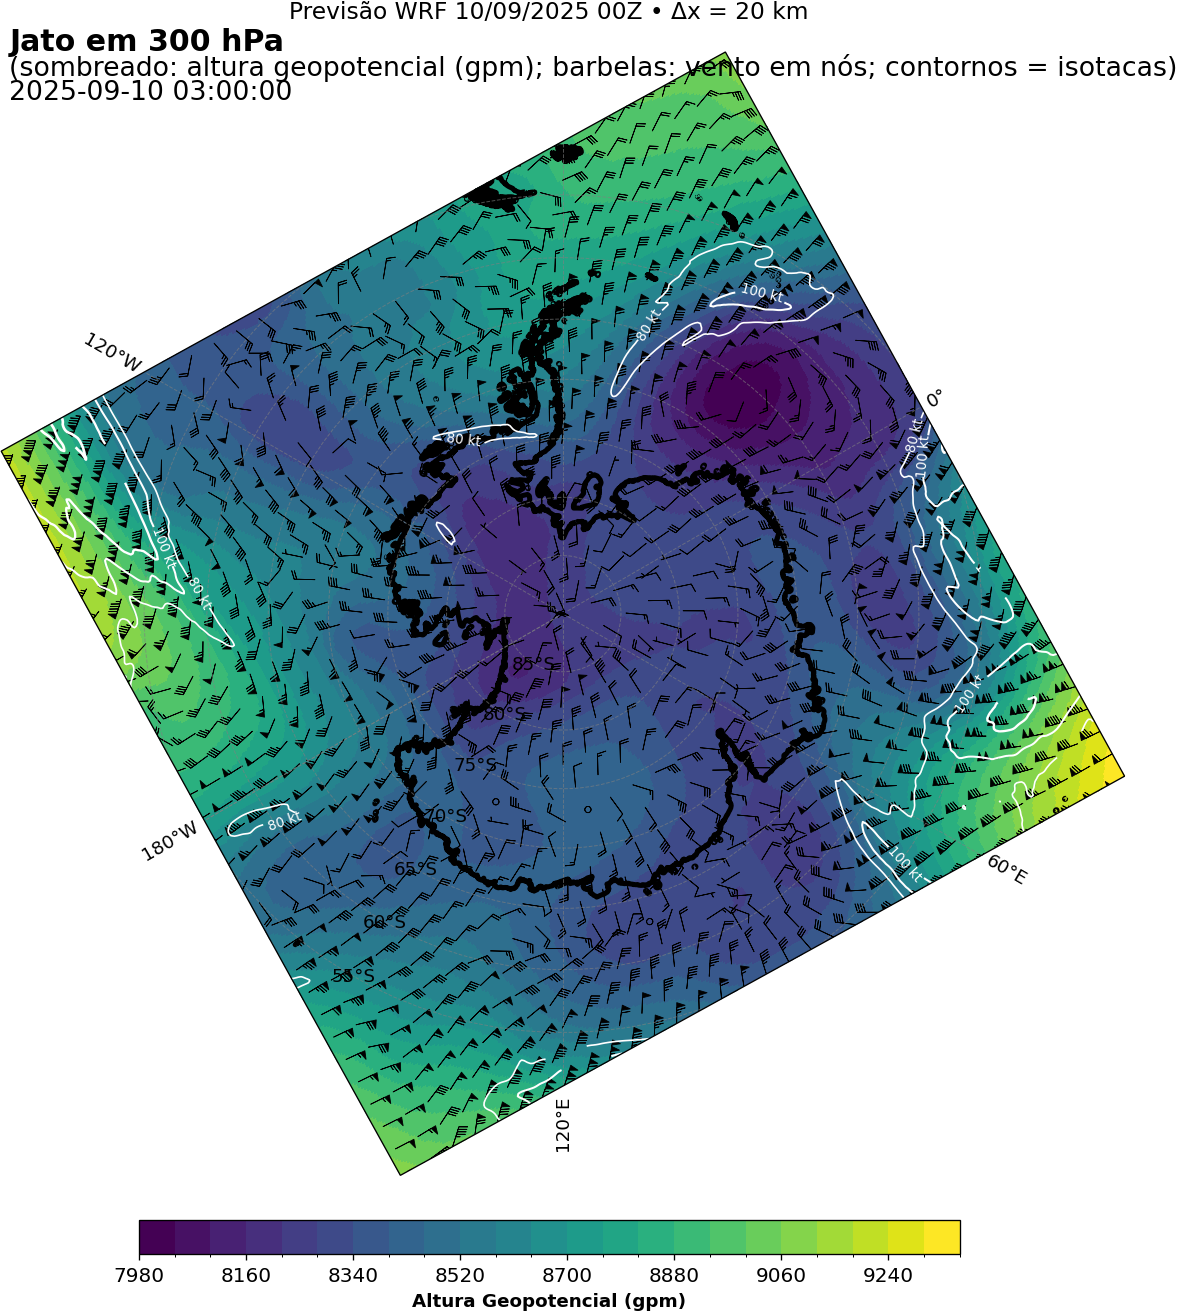 Previsão WRF 10/09/2025 00Z • Δx = 20 km
Jato em 300 hPa
(sombreado: altura geopotencial (gpm); barbelas: vento em nós; contornos = isotacas)
2025-09-10 03:00:00
100 kt
80 kt
120°W
0°
80 kt
80 kt
100 kt
100 kt
80 kt
85°S
80°S
100 kt
75°S
70°S
80 kt
180°W
65°S
100 kt
60°E
60°S
55°S
120°E
7980 8160 8340 8520 8700 8880 9060 9240
Altura Geopotencial (gpm)